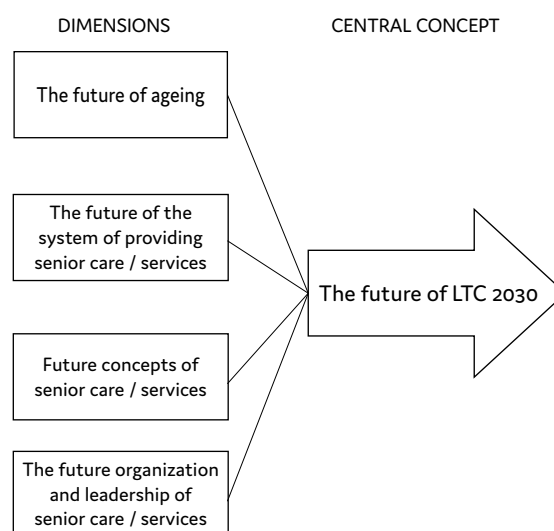 DIMENSIONS
CENTRAL CONCEPT
The future of ageing
The future of the
system of providing
senior care / services
Future concepts of
senior care / services
The future organization
and leadership of
senior care / services
The future of LTC 2030